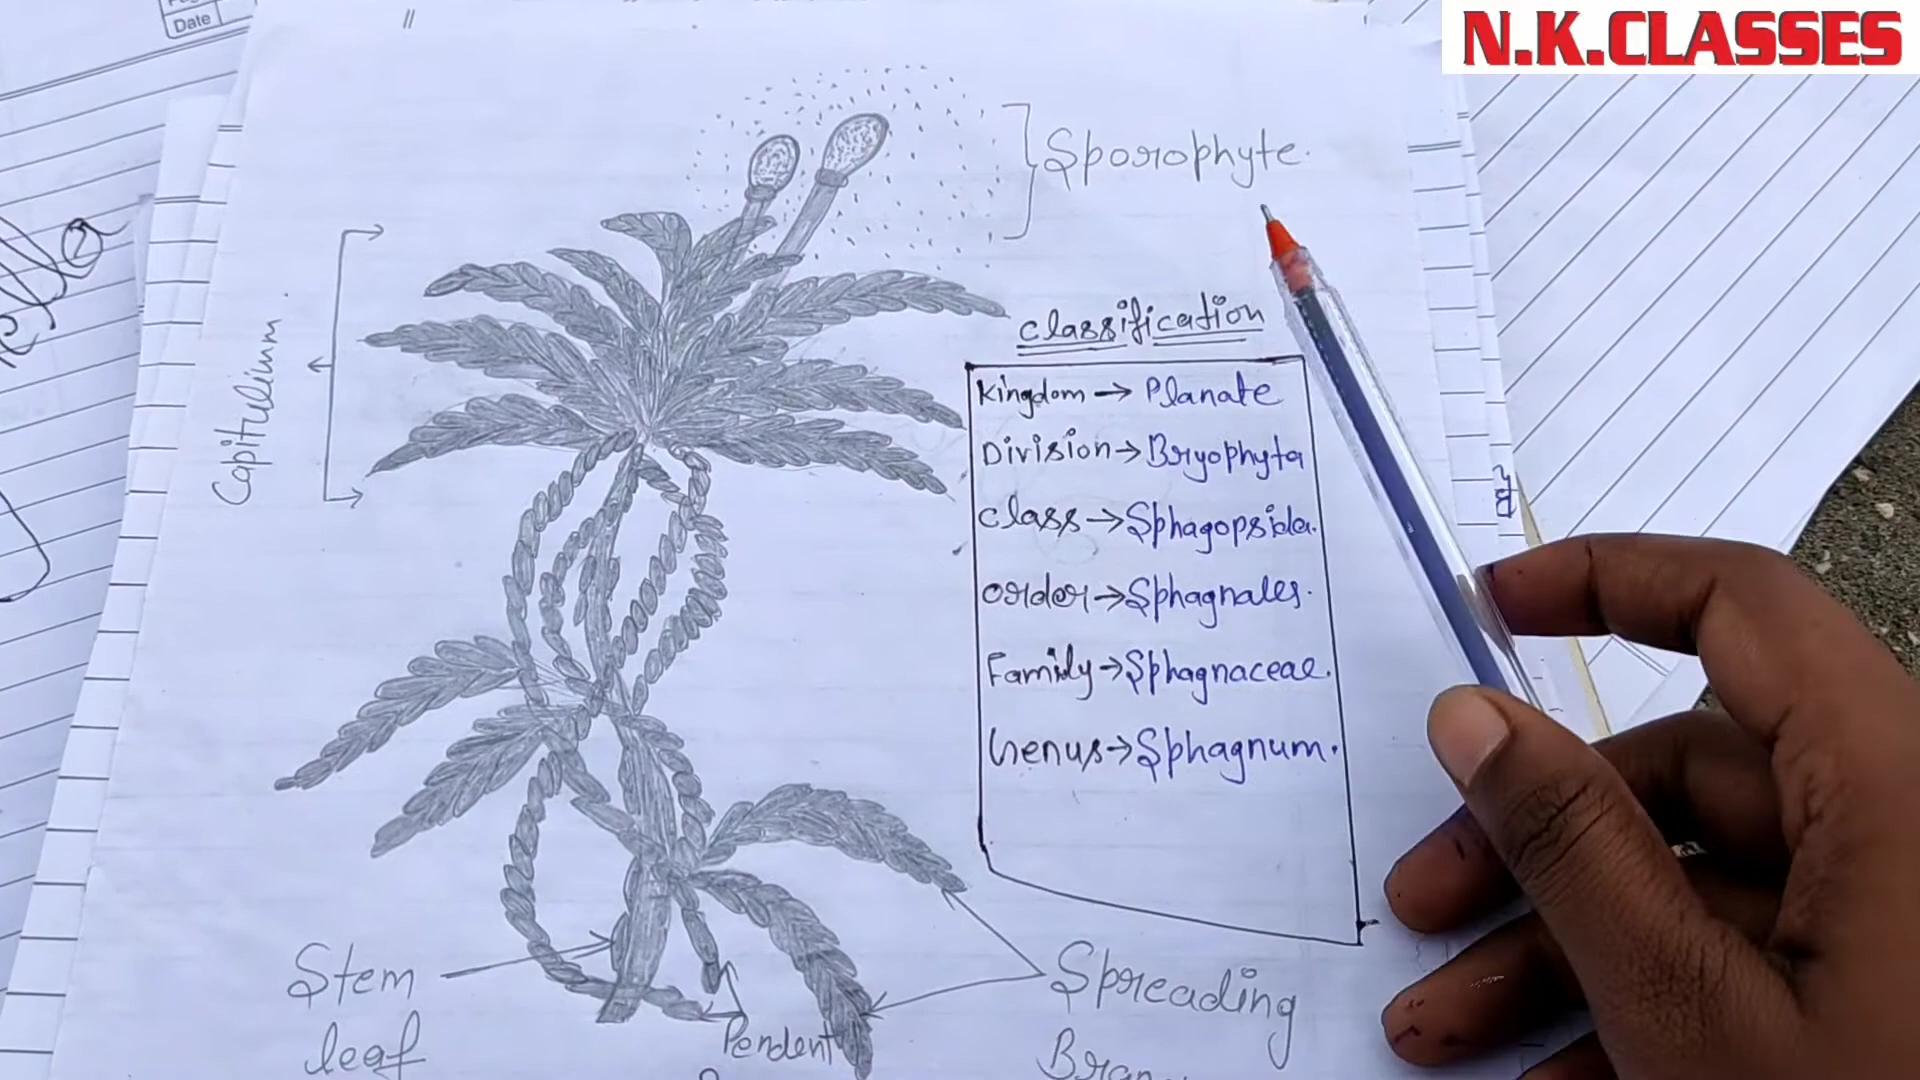 N.K.CLASSES
Date
Sporophyte.
Capitulium
classification
Kingdom → Planate
Division → Bryophyta
Class → Sphagopsida.
order → Sphagnales.
Family → Sphagnaceae.
Genus → Sphagnum.
Stem
leaf
Pendent
Spreading